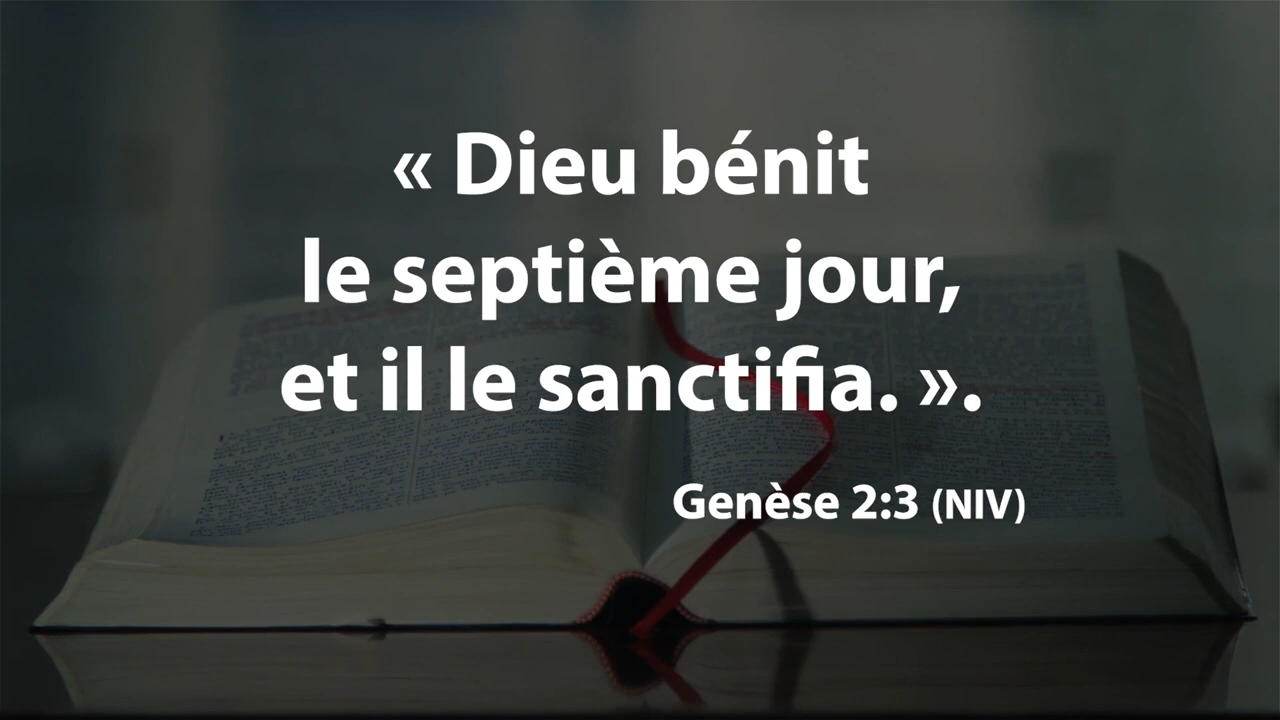 « Dieu bénit
le septième jour,
et il le sanctifia. ».
Genèse 2:3 (NIV)